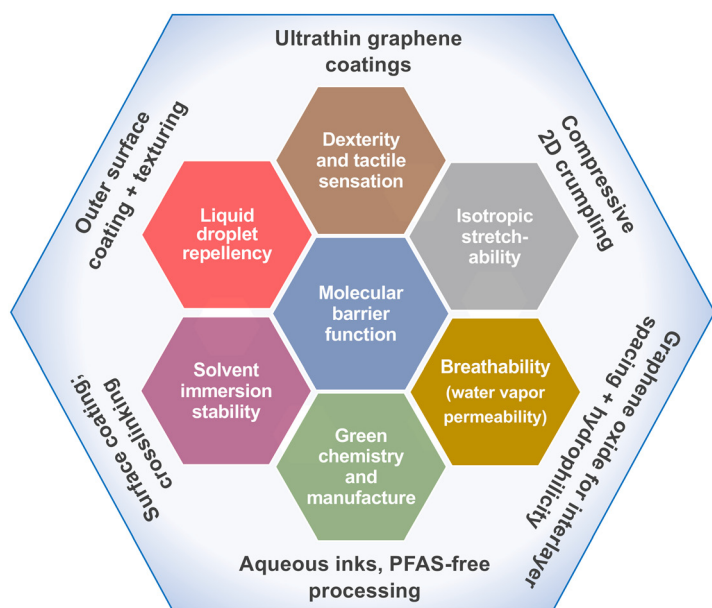 Ultrathin graphene
coatings
Outer surface
coating + texturing
Compressive
2D crumpling
Dexterity
and tactile
sensation
Liquid
droplet
repellency
Isotropic
stretch-
ability
Molecular
barrier
function
Solvent
immersion
stability
Breathability
(water vapor
permeability)
Green
chemistry
and
manufacture
Surface coating;
crosslinking
Graphene oxide for interlayer
spacing + hydrophilicity
Aqueous inks, PFAS-free
processing